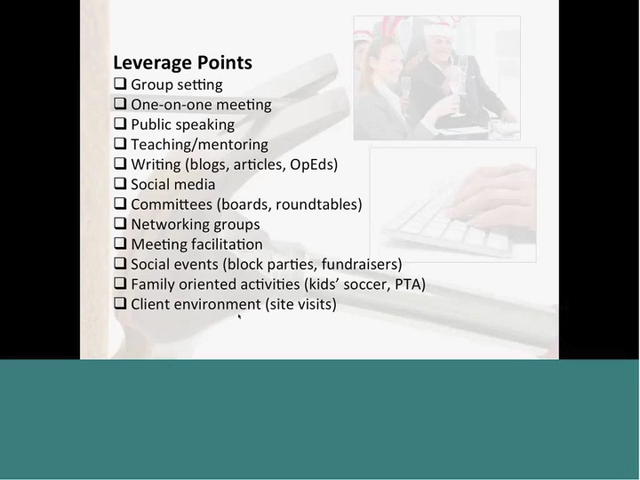 Leverage Points
❑ Group setting
❑ One-on-one meeting
❑ Public speaking
❑ Teaching/mentoring
❑ Writing (blogs, articles, OpEds)
❑ Social media
❑ Committees (boards, roundtables)
❑ Networking groups
❑ Meeting facilitation
❑ Social events (block parties, fundraisers)
❑ Family oriented activities (kids’ soccer, PTA)
❑ Client environment (site visits)